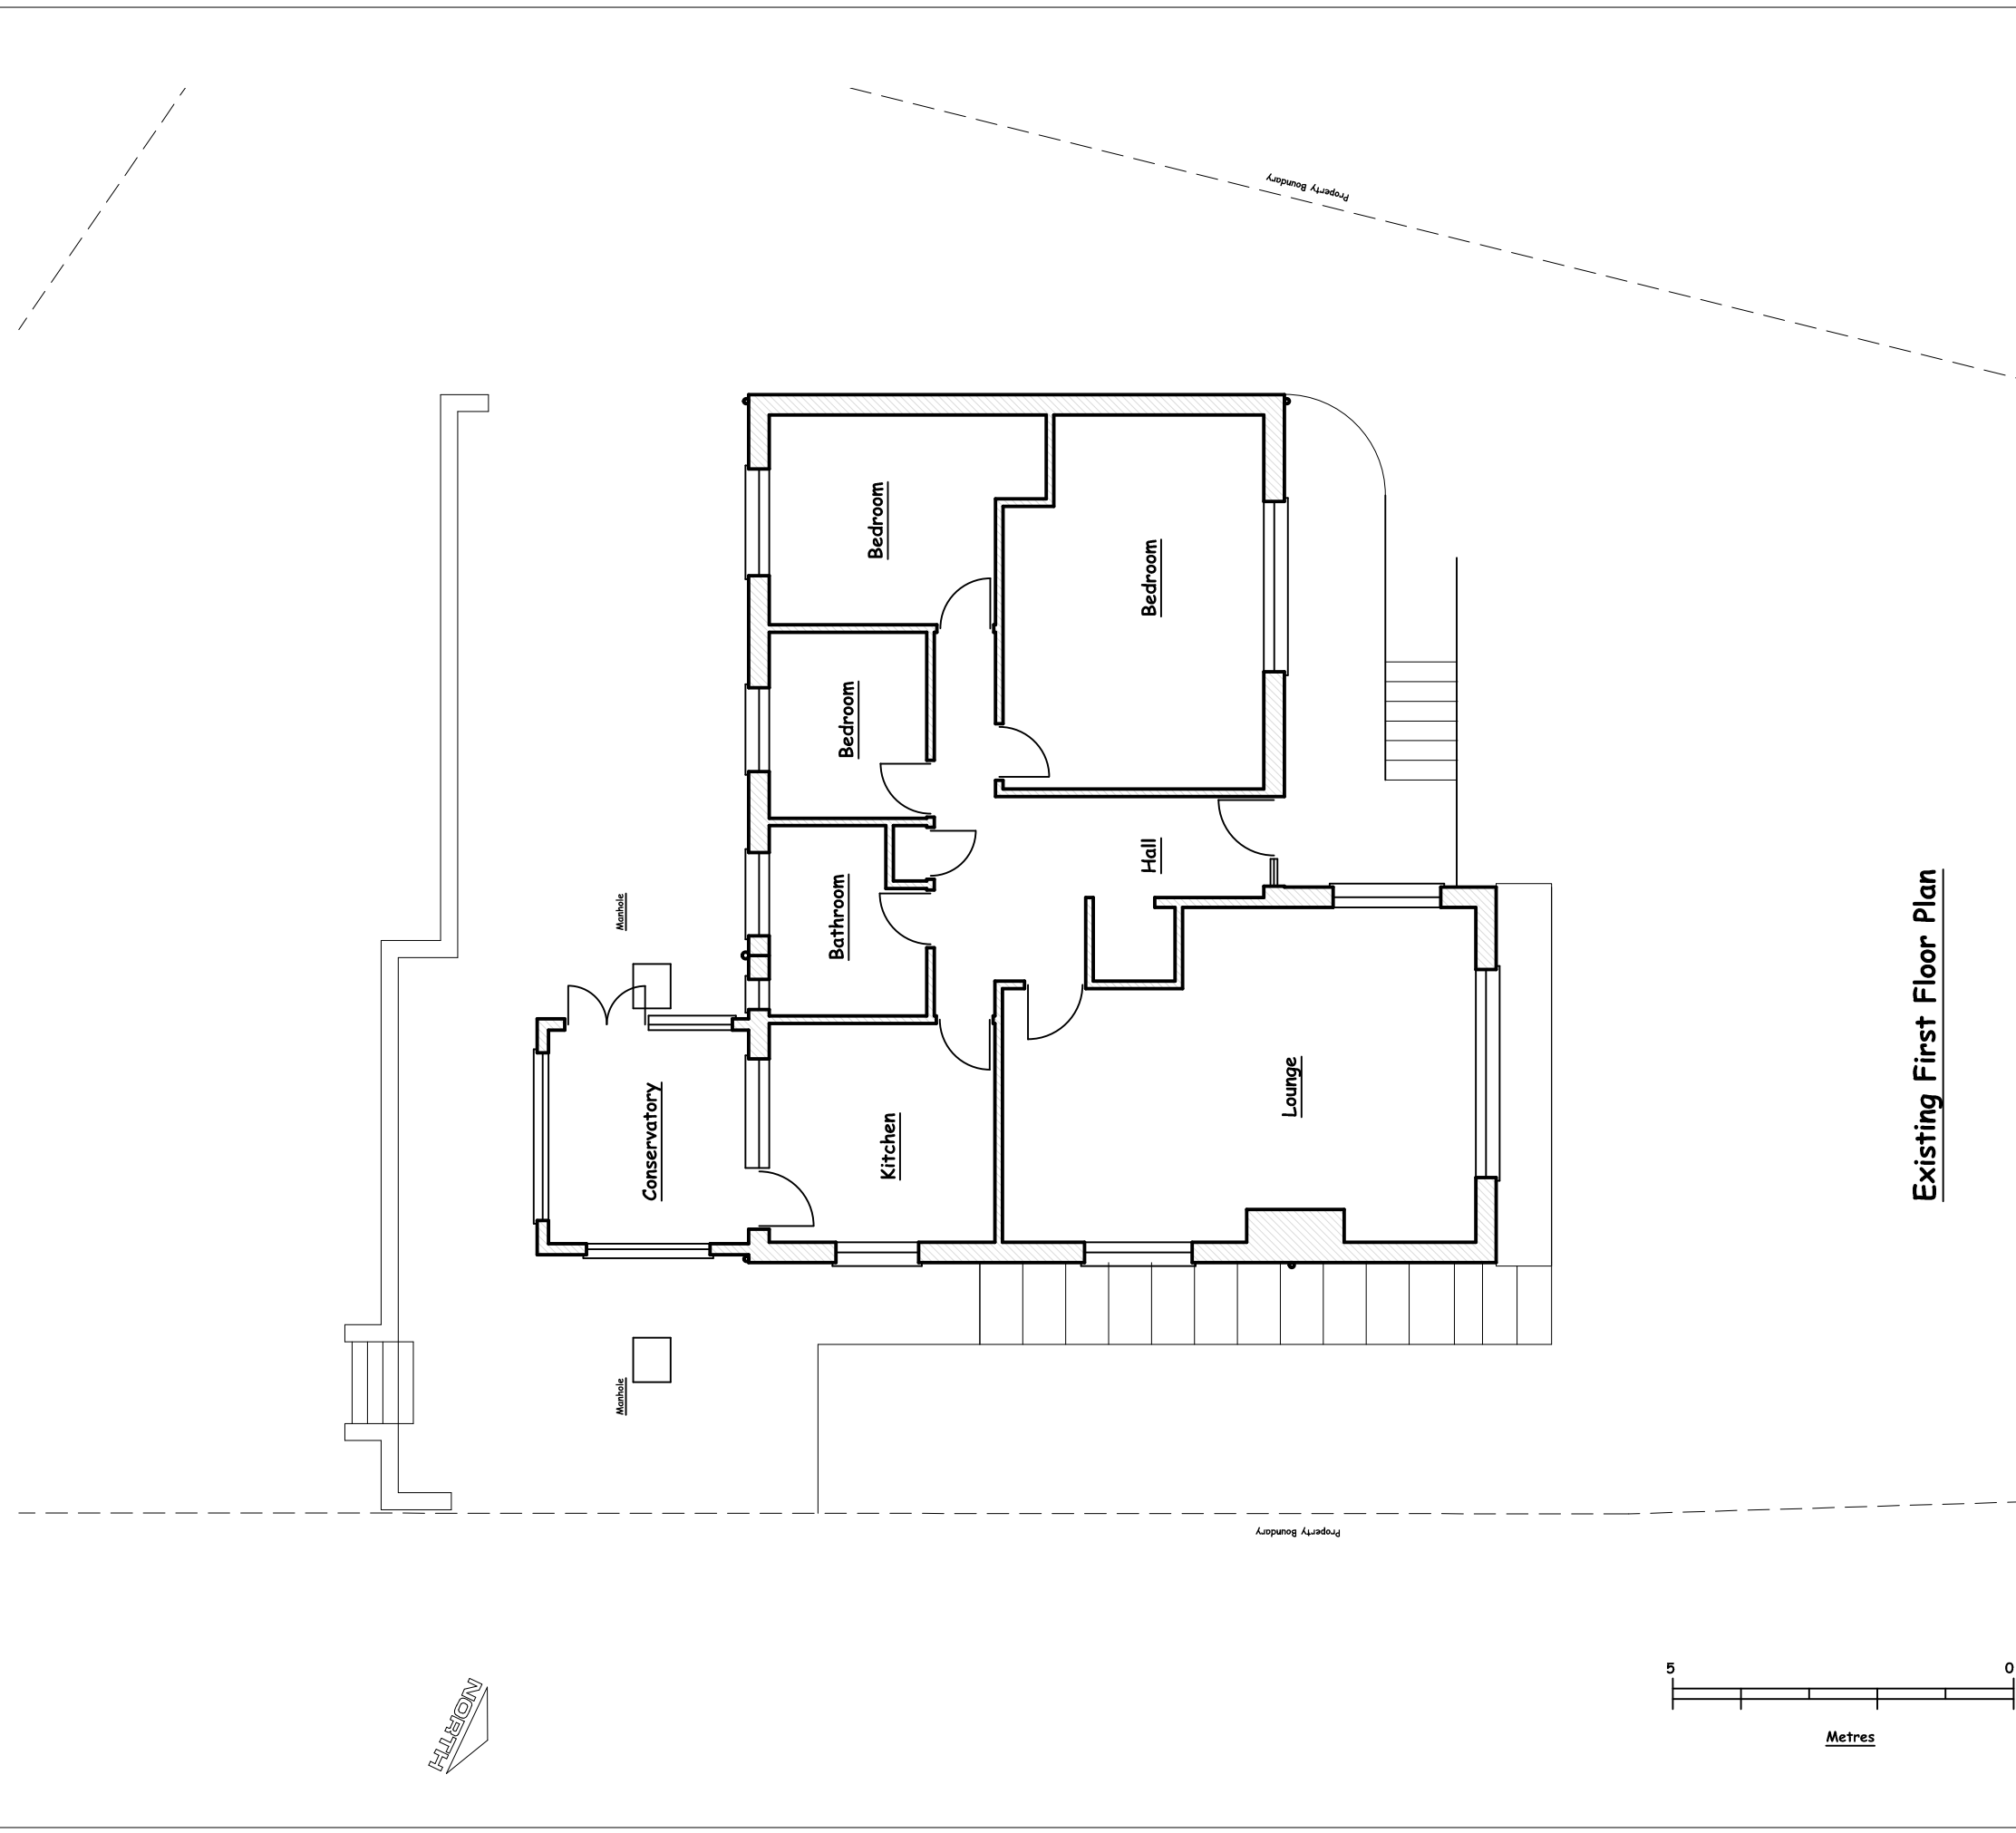 Property Boundary
Bedroom
Bedroom
Bedroom
Hall
Bathroom
Manhole
Conservatory
Kitchen
Lounge
Existing First Floor Plan
Manhole
Property Boundary
NORTH
5
0
Metres